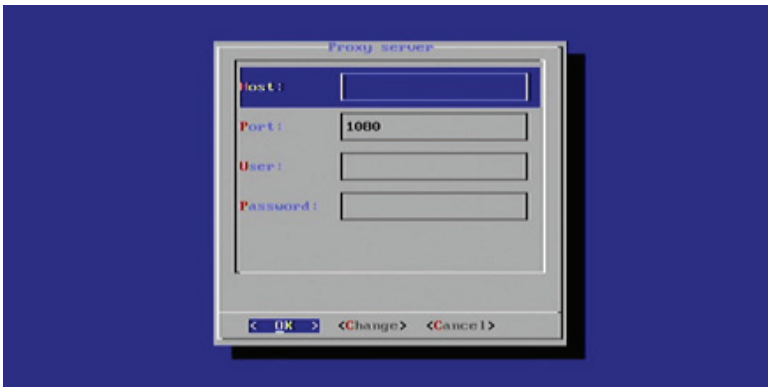 Proxy server
Host:
Port: 1080
User:
Password:
< OK > <Change> <Cancel>